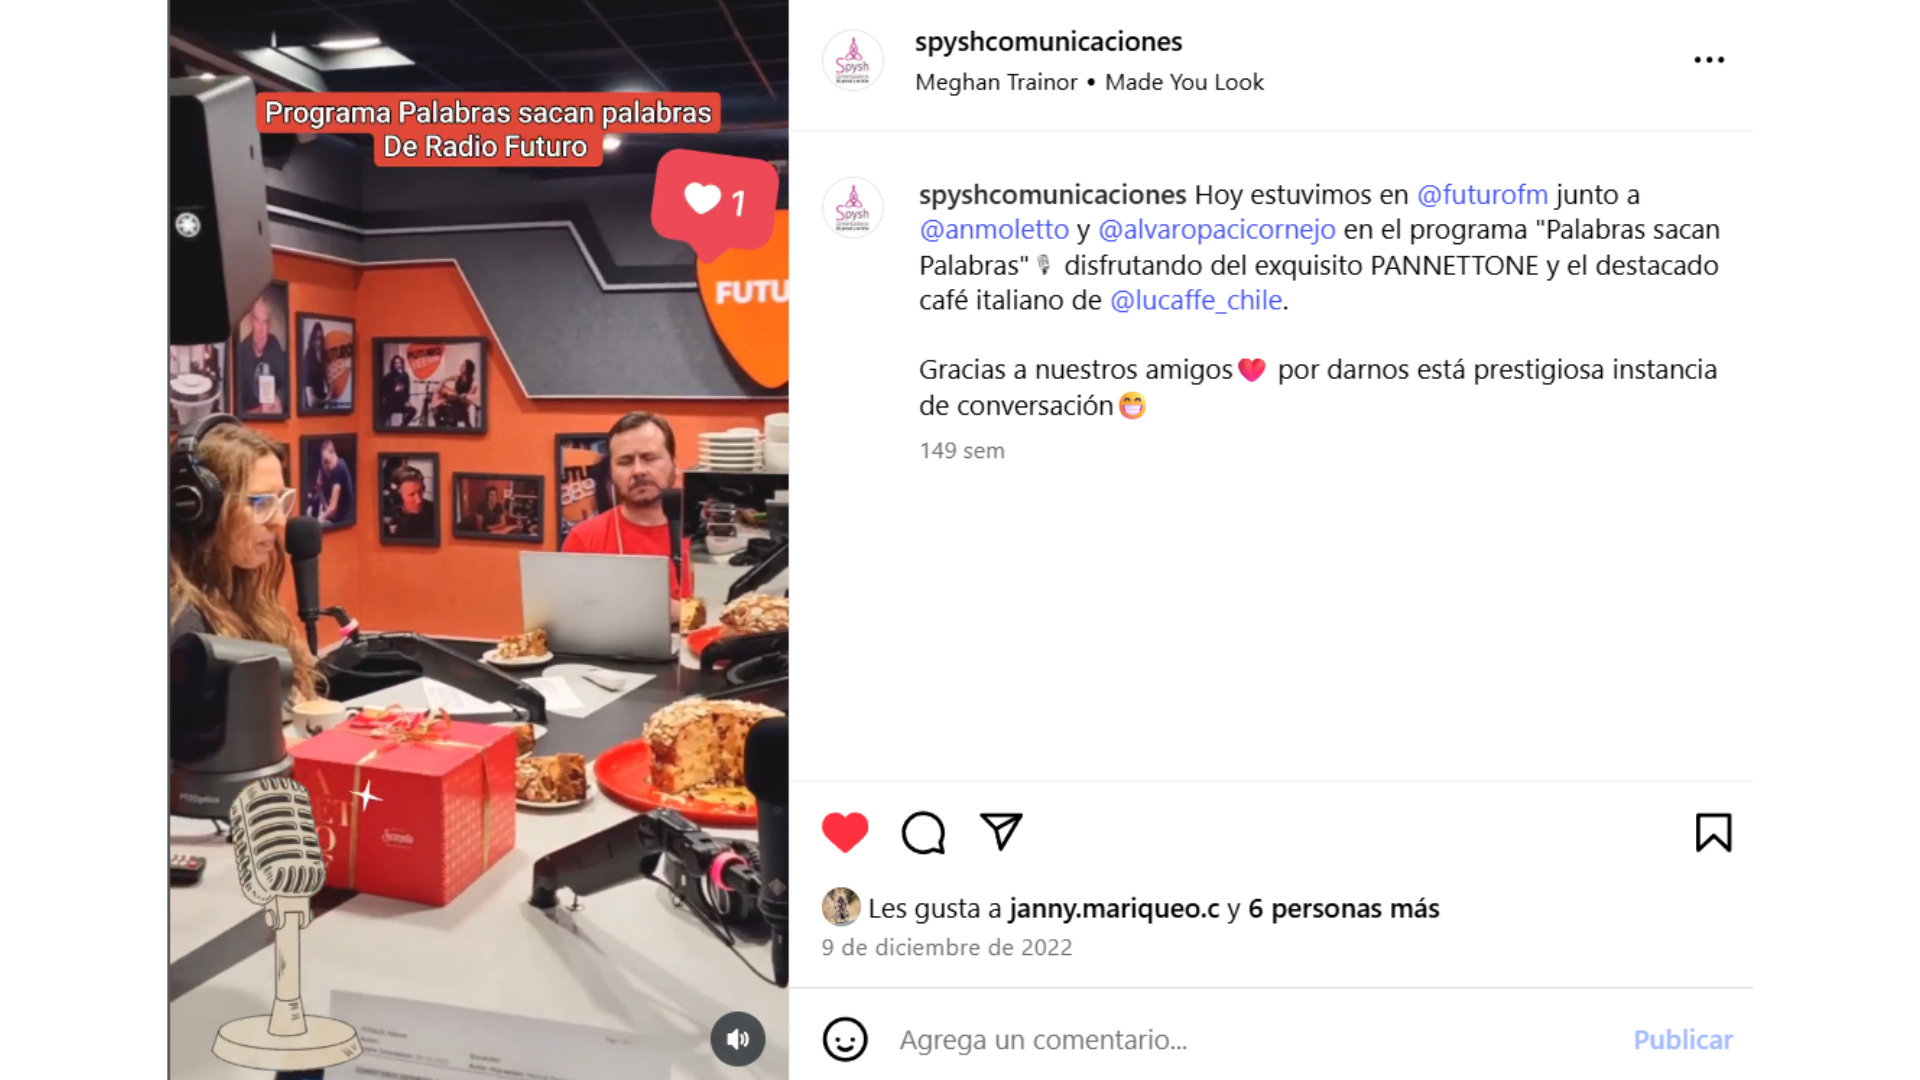 Programa Palabras sacan palabras
De Radio Futuro
1
FUTU
Spysh
spyshcomunicaciones
Meghan Trainor • Made You Look
Spysh
spyshcomunicaciones Hoy estuvimos en @futurofm junto a
@anmoletto y @alvaropacicornejo en el programa "Palabras sacan
Palabras"🎙 disfrutando del exquisito PANNETTONE y el destacado
café italiano de @lucaffe_chile.
Gracias a nuestros amigos❤️ por darnos está prestigiosa instancia
de conversación😁
149 sem
Les gusta a janny.mariqueo.c y 6 personas más
9 de diciembre de 2022
Agrega un comentario...
Publicar